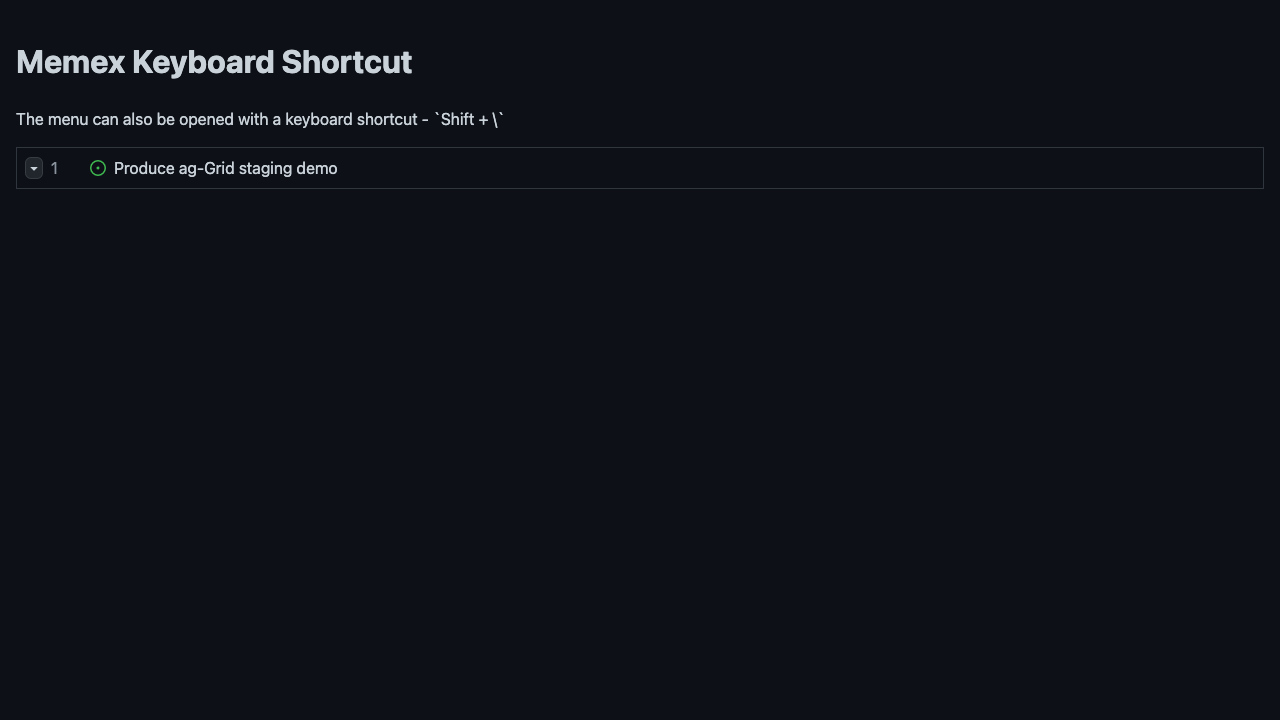 Memex Keyboard Shortcut
The menu can also be opened with a keyboard shortcut - `Shift + \`
1 Produce ag-Grid staging demo